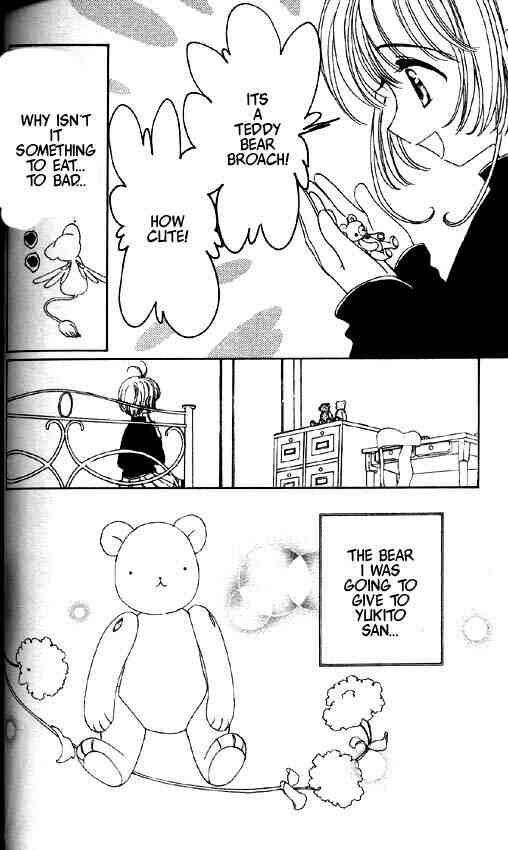 ITS
A
TEDDY
BEAR
BROACH!
HOW
CUTE!
WHY ISN'T
IT
SOMETHING
TO EAT...
TO BAD...
THE BEAR
I WAS
GOING TO
GIVE TO
YUKITO
SAN...